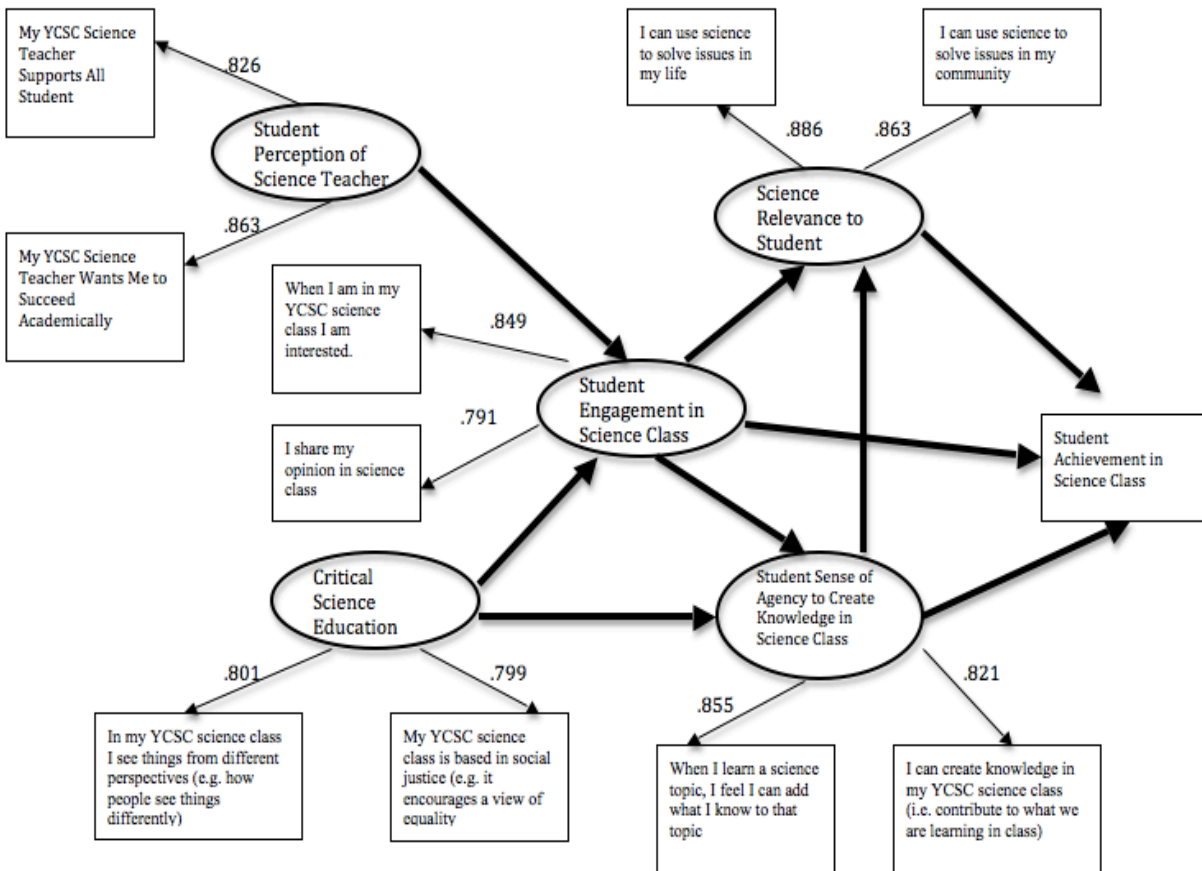 My YCSC Science
Teacher
Supports All
Student
.826
Student
Perception of
Science Teacher
.863
My YCSC Science
Teacher Wants Me to
Succeed
Academically
I can use science
to solve issues in
my life
I can use science to
solve issues in my
community
.886
.863
Science
Relevance to
Student
When I am in my
YCSC science
class I am
interested.
.849
Student
Engagement in
Science Class
.791
I share my
opinion in science
class
Student
Achievement in
Science Class
Critical
Science
Education
Student Sense of
Agency to Create
Knowledge in
Science Class
.801
.799
.855
.821
In my YCSC science class
I see things from different
perspectives (e.g. how
people see things
differently)
My YCSC science
class is based in social
justice (e.g. it
encourages a view of
equality
When I learn a science
topic, I feel I can add
what I know to that
topic
I can create knowledge in
my YCSC science class
(i.e. contribute to what we
are learning in class)